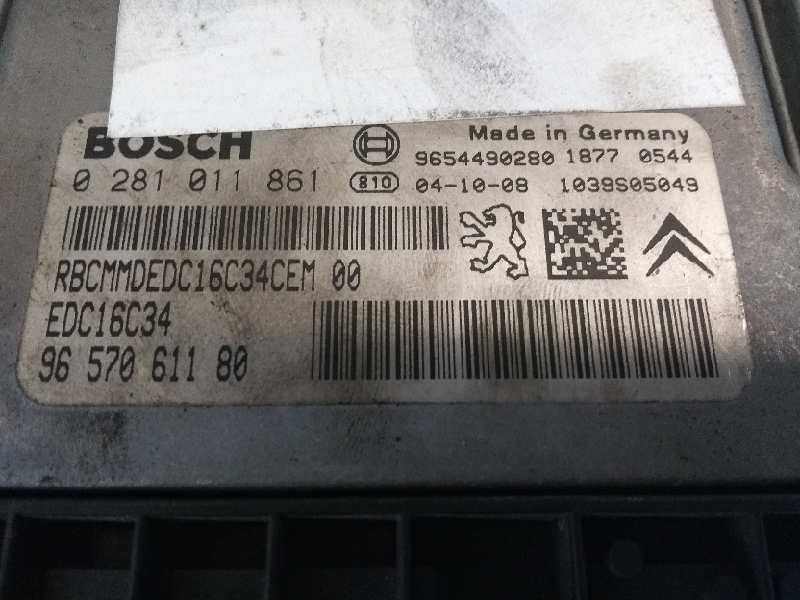 BOSCH
Made in Germany
9654490280 1877 0544
0 281 011 861
810
04-10-08 1039S05049
RBCMMDEDC16C34CEM 00
EDC16C34
96 570 611 80